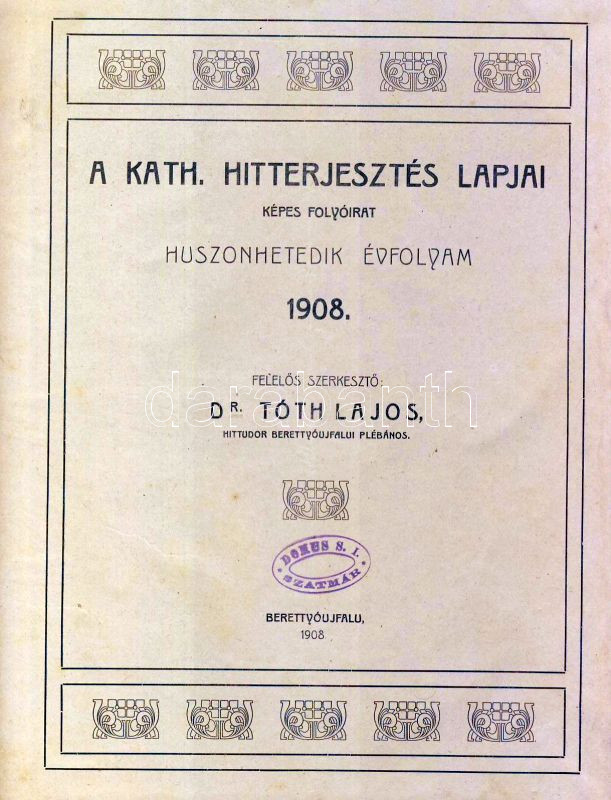 A KATH. HITTERJESZTÉS LAPJAI
KÉPES FOLYÓIRAT
HUSZONHETEDIK ÉVFOLYAM
1908.
FELELŐS SZERKESZTŐ:
darabanth
DR. TÓTH LAJOS,
HITTUDOR BERETTYÓUJFALUI PLÉBÁNOS.
DOMUS S. I.
* SZATMÁR *
BERETTYÓUJFALU,
1908